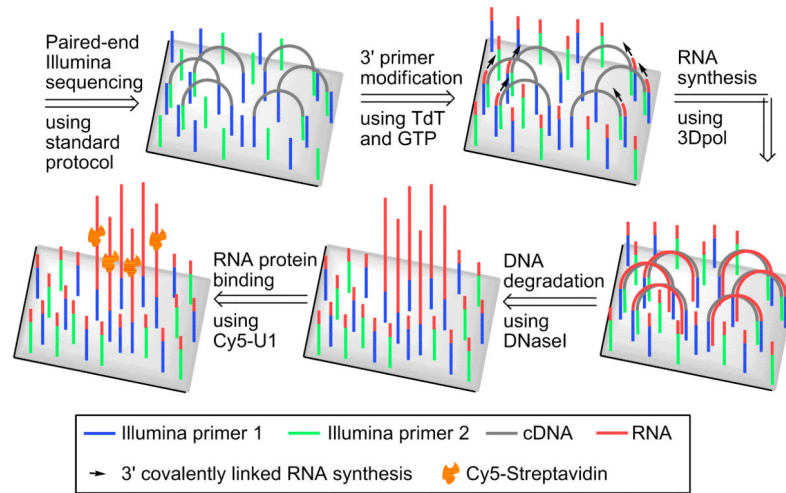 Paired-end
Illumina
sequencing
using
standard
protocol
3' primer
modification
using TdT
and GTP
RNA
synthesis
using
3Dpol
DNA
degradation
using
DNaseI
RNA protein
binding
using
Cy5-U1
Illumina primer 1
Illumina primer 2
cDNA
RNA
3' covalently linked RNA synthesis
Cy5-Streptavidin